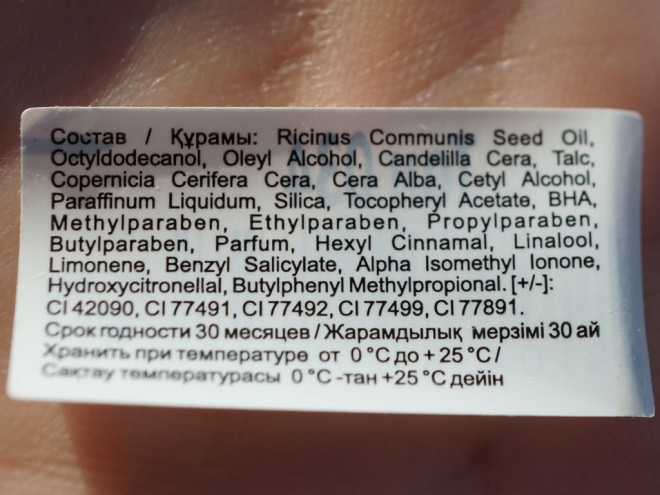 Состав / Құрамы: Ricinus Communis Seed Oil,
Octyldodecanol, Oleyl Alcohol, Candelilla Cera, Talc,
Copernicia Cerifera Cera, Cera Alba, Cetyl Alcohol,
Paraffinum Liquidum, Silica, Tocopheryl Acetate, BHA,
Methylparaben, Ethylparaben, Propylparaben,
Butylparaben, Parfum, Hexyl Cinnamal, Linalool,
Limonene, Benzyl Salicylate, Alpha Isomethyl Ionone,
Hydroxycitronellal, Butylphenyl Methylpropional. [+/-]:
CI 42090, CI 77491, CI 77492, CI 77499, CI 77891.
Срок годности 30 месяцев / Жарамдылық мерзімі 30 ай
Хранить при температуре от 0 °C до + 25 °C /
Сақтау температурасы 0 °C -тан +25 °C дейін